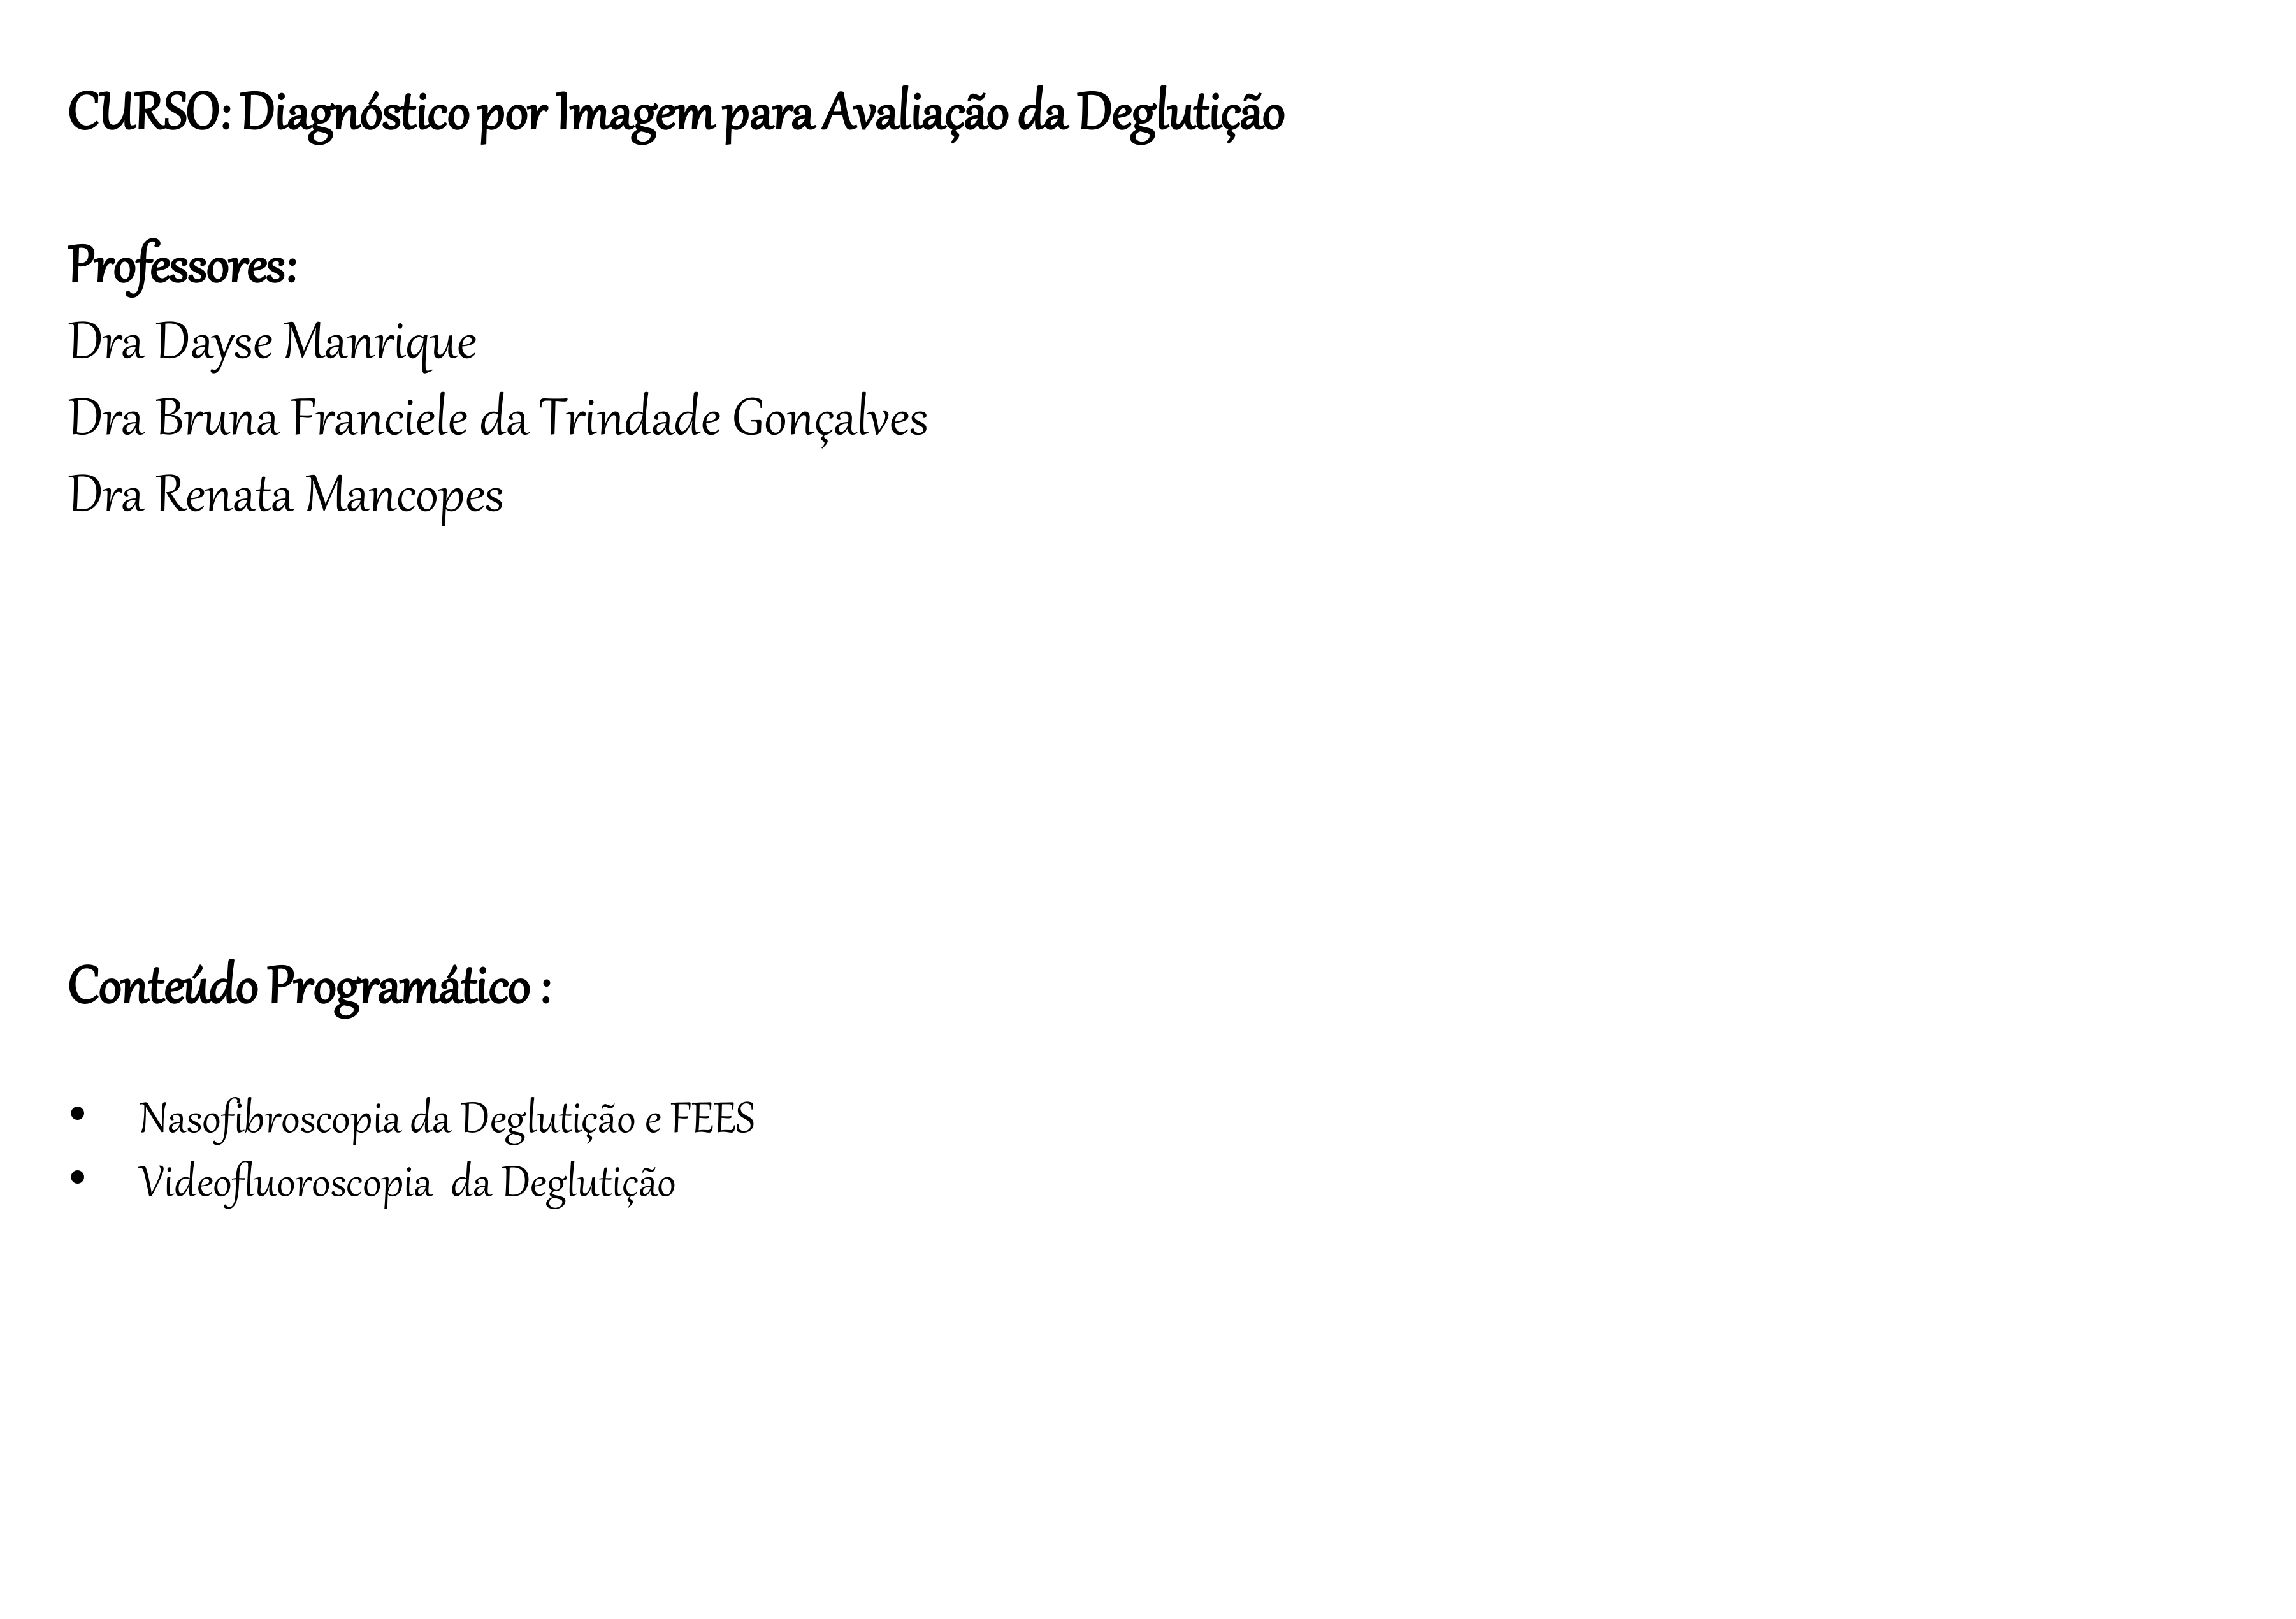 CURSO: Diagnóstico por Imagem para Avaliação da Deglutição
Professores:
Dra Dayse Manrique
Dra Bruna Franciele da Trindade Gonçalves
Dra Renata Mancopes
Conteúdo Programático :
• Nasofibroscopia da Deglutição e FEES
• Videofluoroscopia da Deglutição